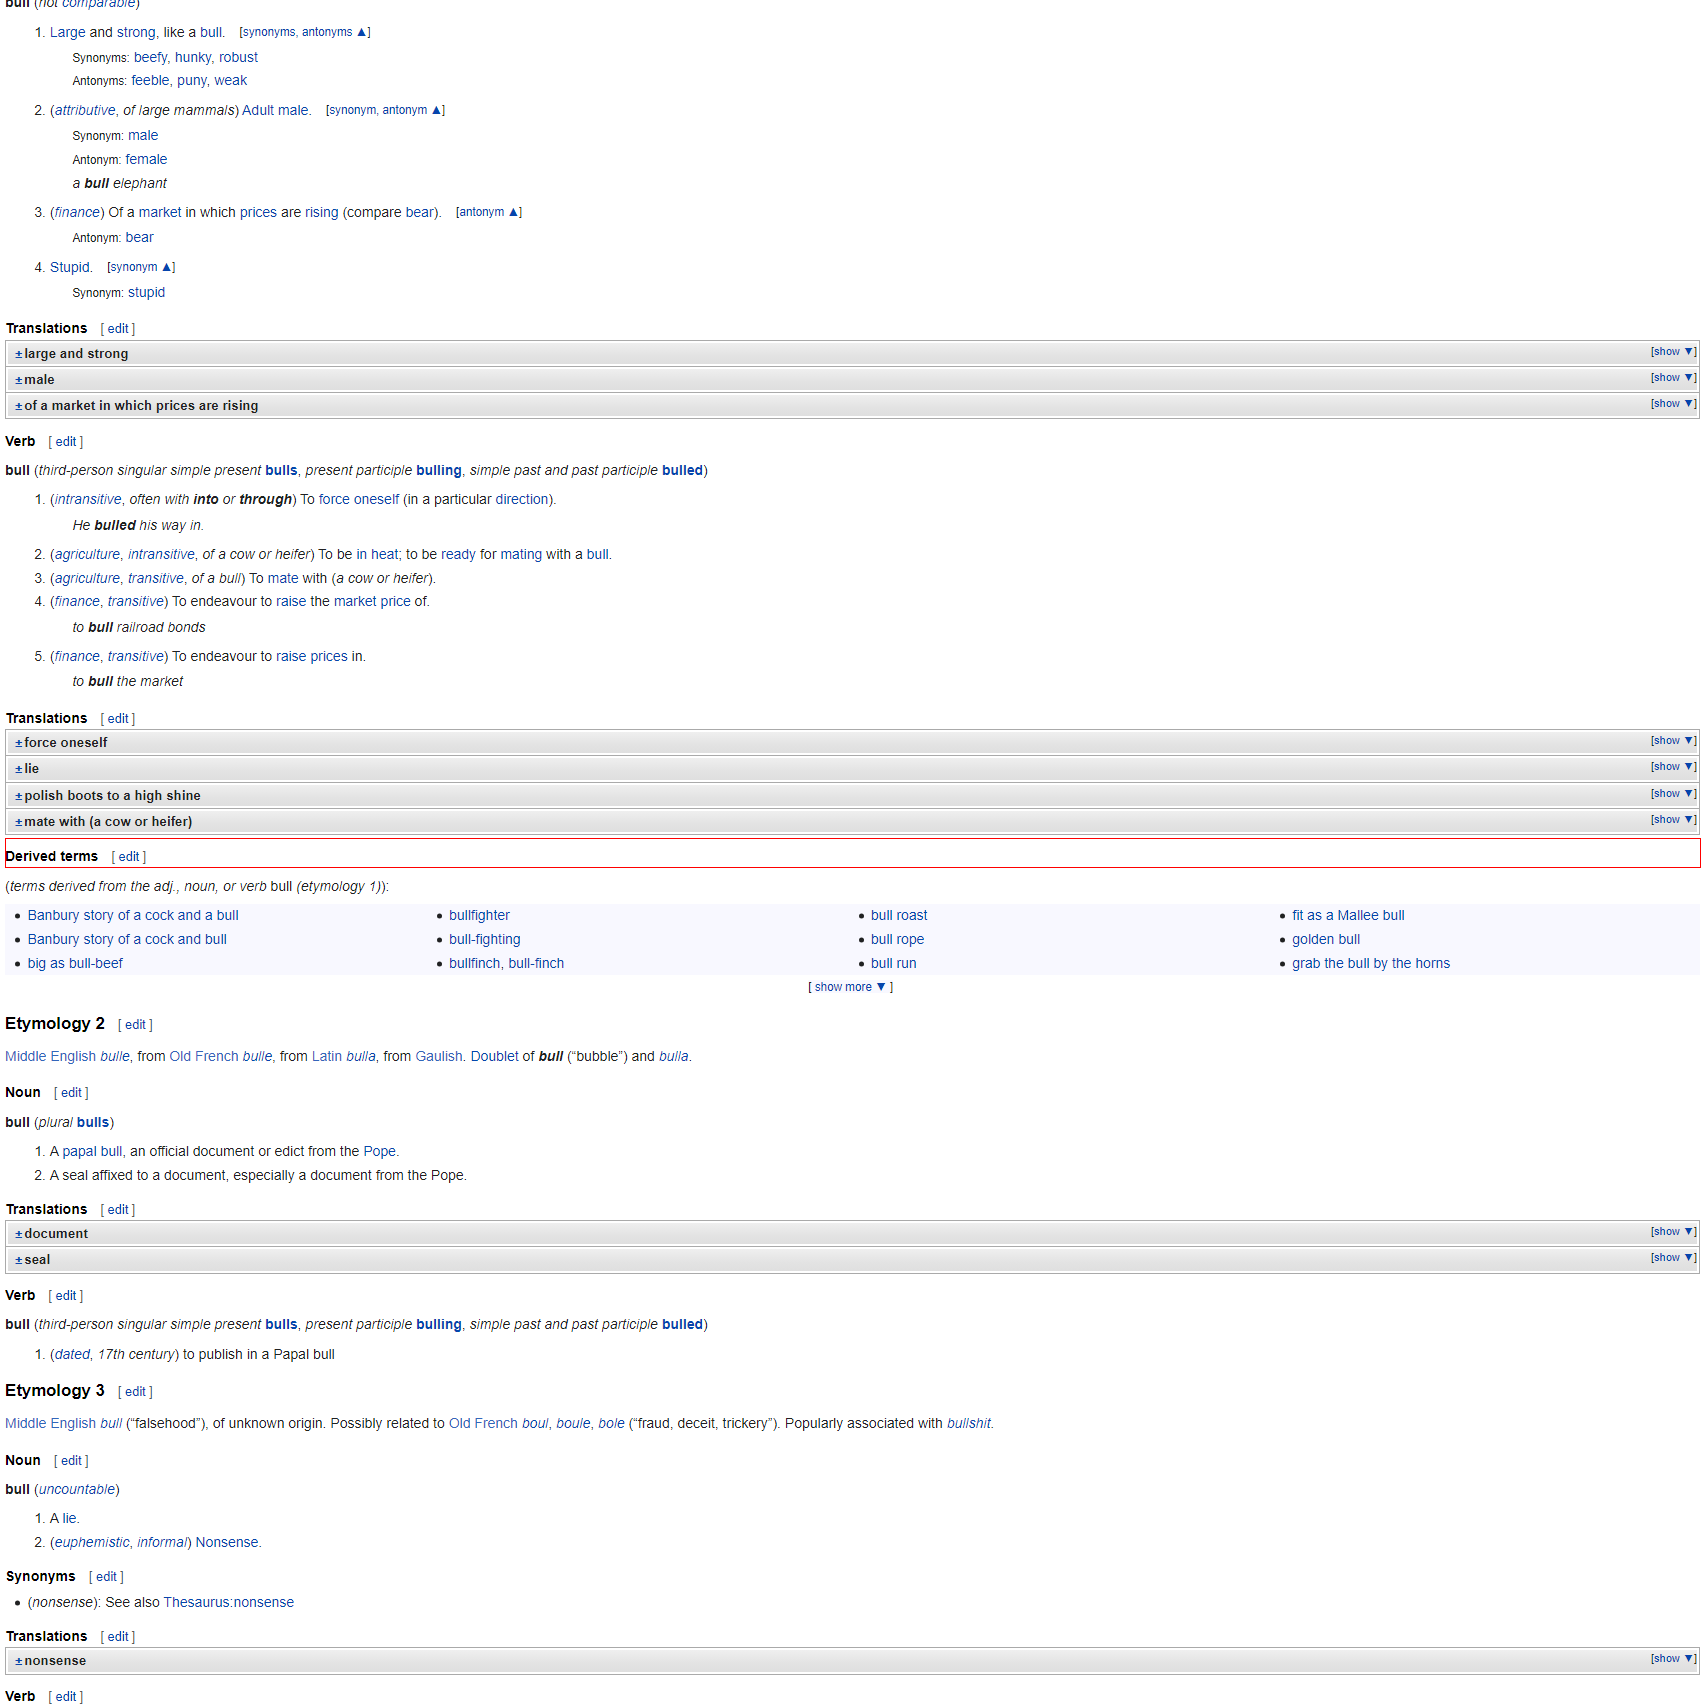 bull (not comparable)
1. Large and strong, like a bull. [synonyms, antonyms ▲]
Synonyms: beefy, hunky, robust
Antonyms: feeble, puny, weak
2. (attributive, of large mammals) Adult male. [synonym, antonym ▲]
Synonym: male
Antonym: female
a bull elephant
3. (finance) Of a market in which prices are rising (compare bear). [antonym ▲]
Antonym: bear
4. Stupid. [synonym ▲]
Synonym: stupid
Translations [ edit ]
±large and strong [show ▼]
±male [show ▼]
±of a market in which prices are rising [show ▼]
Verb [ edit ]
bull (third-person singular simple present bulls, present participle bulling, simple past and past participle bulled)
1. (intransitive, often with into or through) To force oneself (in a particular direction).
He bulled his way in.
2. (agriculture, intransitive, of a cow or heifer) To be in heat; to be ready for mating with a bull.
3. (agriculture, transitive, of a bull) To mate with (a cow or heifer).
4. (finance, transitive) To endeavour to raise the market price of.
to bull railroad bonds
5. (finance, transitive) To endeavour to raise prices in.
to bull the market
Translations [ edit ]
±force oneself [show ▼]
±lie [show ▼]
±polish boots to a high shine [show ▼]
±mate with (a cow or heifer) [show ▼]
Derived terms [ edit ]
(terms derived from the adj., noun, or verb bull (etymology 1)):
• Banbury story of a cock and a bull • bullfighter • bull roast • fit as a Mallee bull
• Banbury story of a cock and bull • bull-fighting • bull rope • golden bull
• big as bull-beef • bullfinch, bull-finch • bull run • grab the bull by the horns
[ show more ▼ ]
Etymology 2 [ edit ]
Middle English bulle, from Old French bulle, from Latin bulla, from Gaulish. Doublet of bull (“bubble”) and bulla.
Noun [ edit ]
bull (plural bulls)
1. A papal bull, an official document or edict from the Pope.
2. A seal affixed to a document, especially a document from the Pope.
Translations [ edit ]
±document [show ▼]
±seal [show ▼]
Verb [ edit ]
bull (third-person singular simple present bulls, present participle bulling, simple past and past participle bulled)
1. (dated, 17th century) to publish in a Papal bull
Etymology 3 [ edit ]
Middle English bull (“falsehood”), of unknown origin. Possibly related to Old French boul, boule, bole (“fraud, deceit, trickery”). Popularly associated with bullshit.
Noun [ edit ]
bull (uncountable)
1. A lie.
2. (euphemistic, informal) Nonsense.
Synonyms [ edit ]
• (nonsense): See also Thesaurus:nonsense
Translations [ edit ]
±nonsense [show ▼]
Verb [ edit ]